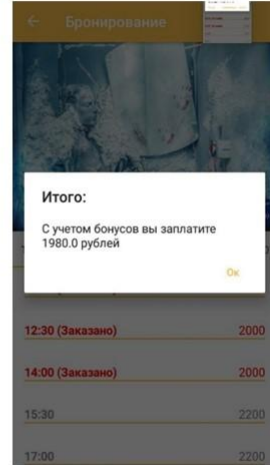 Бронирование
Итого:
С учетом бонусов вы заплатите
1980.0 рублей
Ок
12:30 (Заказано) 2000
14:00 (Заказано) 2000
15:30 2200
17:00 2200